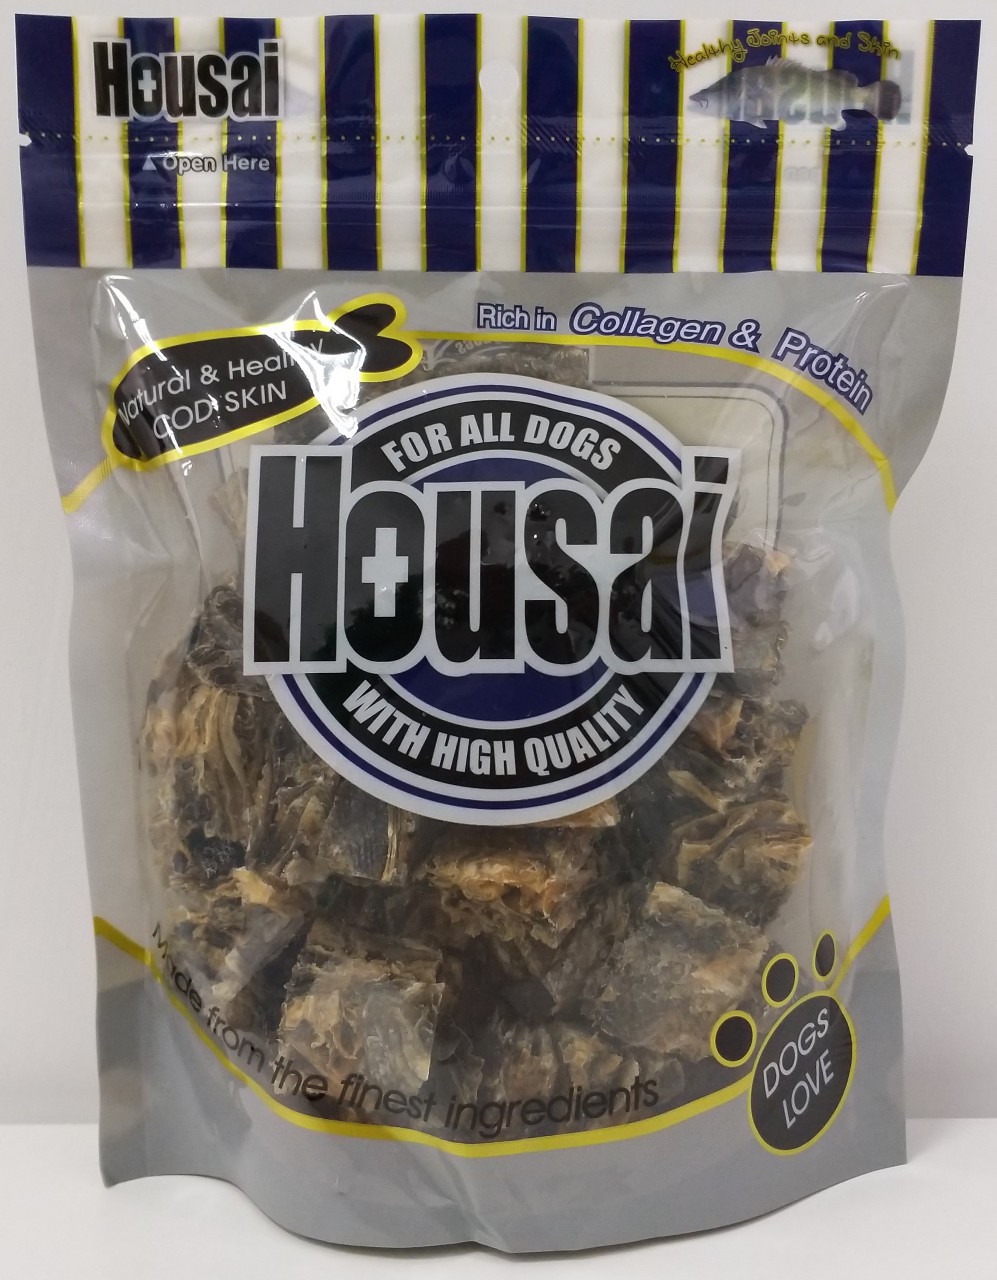 Housai
Healthy Joints and Skin
Open Here
Rich in Collagen & Protein
Natural & Healthy
COD SKIN
FOR ALL DOGS
Housai
WITH HIGH QUALITY
Made from the finest ingredients
DOGS
LOVE